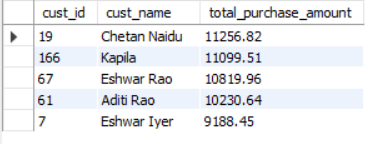 cust_id cust_name total_purchase_amount
19 Chetan Naidu 11256.82
166 Kapila 11099.51
67 Eshwar Rao 10819.96
61 Aditi Rao 10230.64
7 Eshwar Iyer 9188.45